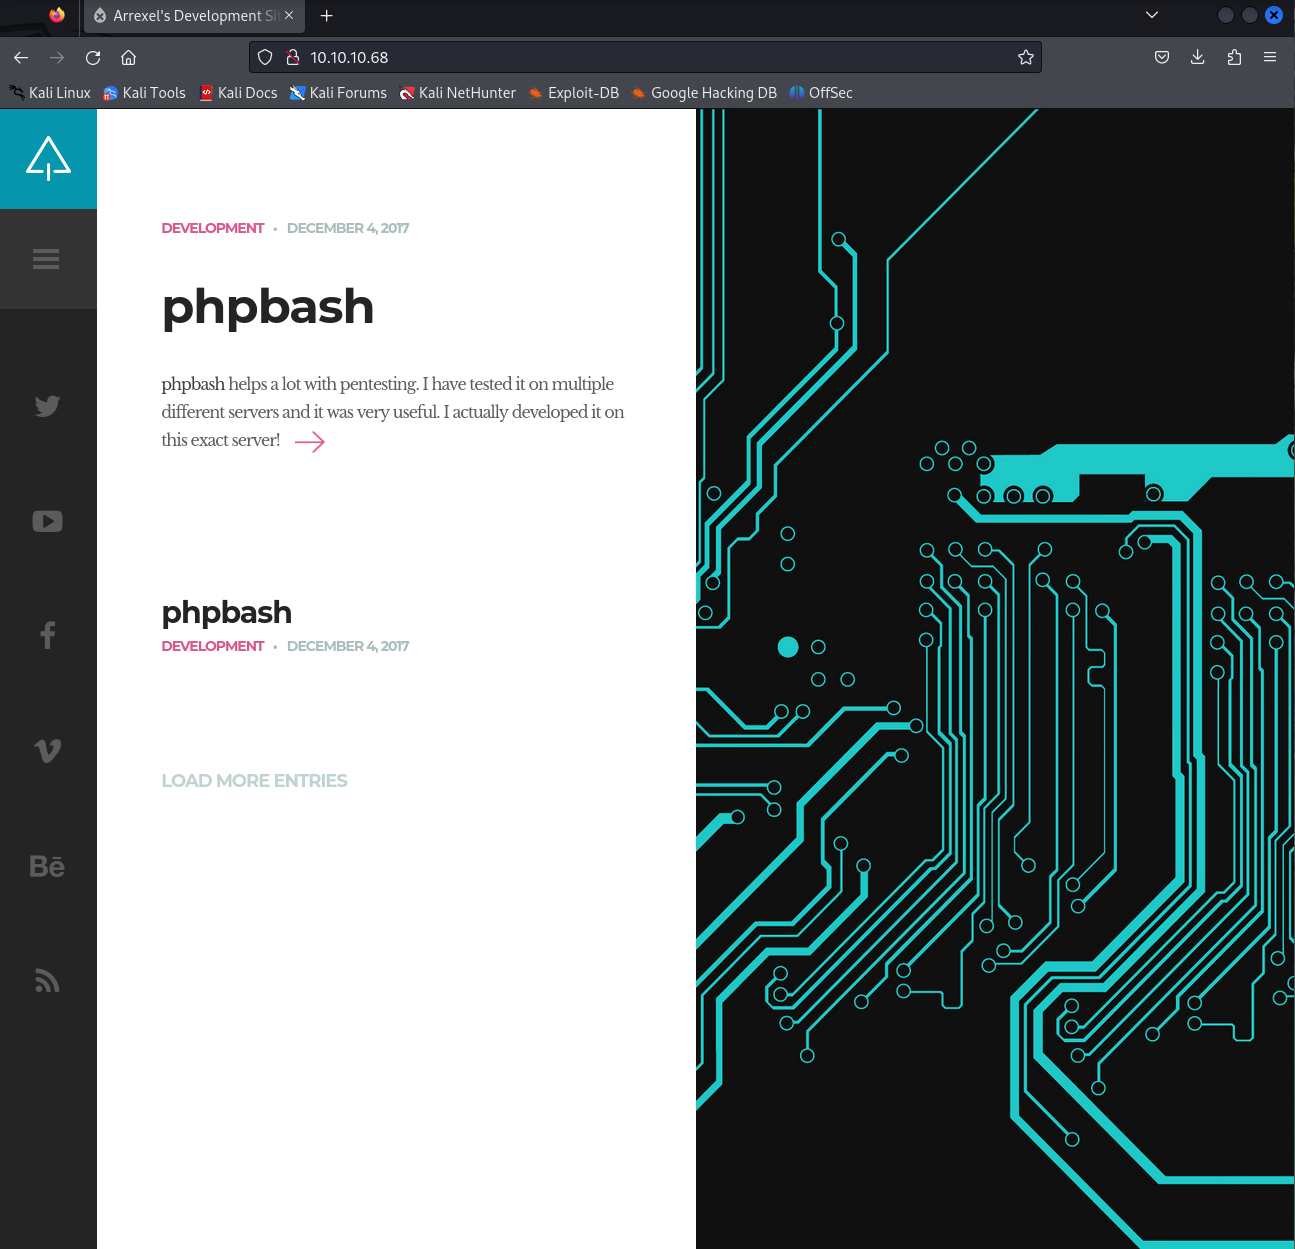 Arrexel's Development Sit
10.10.10.68
Kali Linux Kali Tools Kali Docs Kali Forums Kali NetHunter Exploit-DB Google Hacking DB OffSec
DEVELOPMENT • DECEMBER 4, 2017
phpbash
phpbash helps a lot with pentesting. I have tested it on multiple
different servers and it was very useful. I actually developed it on
this exact server!
phpbash
DEVELOPMENT • DECEMBER 4, 2017
LOAD MORE ENTRIES
Bē